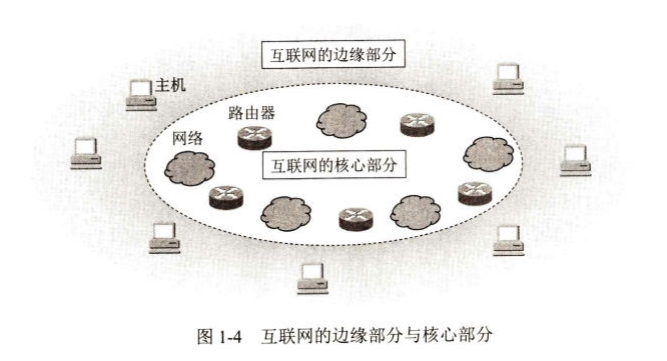 互联网的边缘部分
主机
路由器
网络
互联网的核心部分
图 1-4 互联网的边缘部分与核心部分